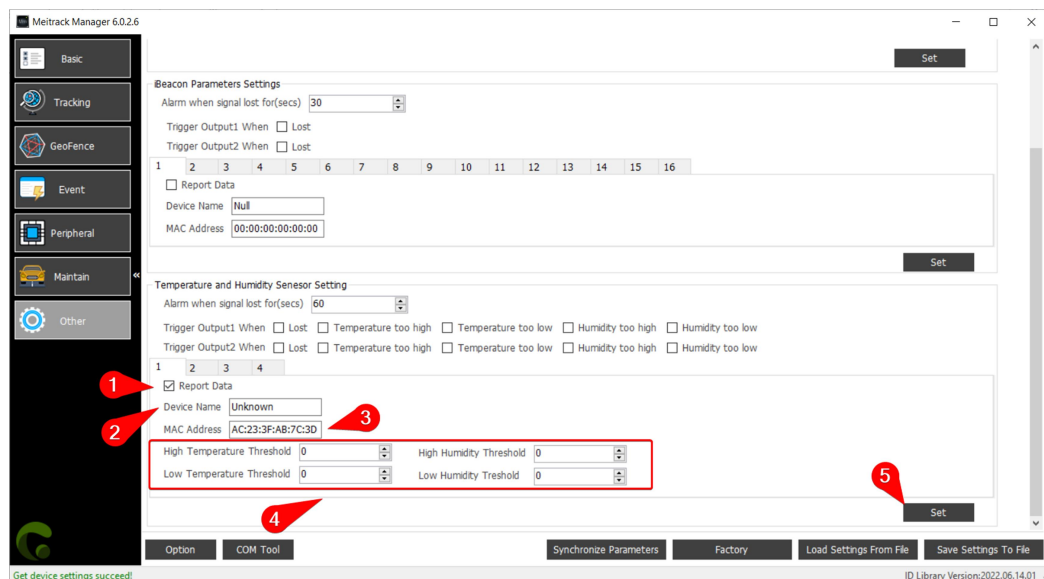 Meitrack Manager 6.0.2.6
Basic
Tracking
GeoFence
Event
Peripheral
Maintain
Other
«
Set
iBeacon Parameters Settings
Alarm when signal lost for(secs) 30
Trigger Output1 When Lost
Trigger Output2 When Lost
1 2 3 4 5 6 7 8 9 10 11 12 13 14 15 16
Report Data
Device Name Null
MAC Address 00:00:00:00:00:00
Set
Temperature and Humidity Senesor Setting
Alarm when signal lost for(secs) 60
Trigger Output1 When Lost Temperature too high Temperature too low Humidity too high Humidity too low
Trigger Output2 When Lost Temperature too high Temperature too low Humidity too high Humidity too low
1 2 3 4
1 Report Data
2 Device Name Unknown
MAC Address AC:23:3F:AB:7C:3D 3
High Temperature Threshold 0 High Humidity Threshold 0
Low Temperature Threshold 0 Low Humidity Treshold 0
4
5
Set
Option COM Tool Synchronize Parameters Factory Load Settings From File Save Settings To File
Get device settings succeed! ID Library Version:2022.06.14.01